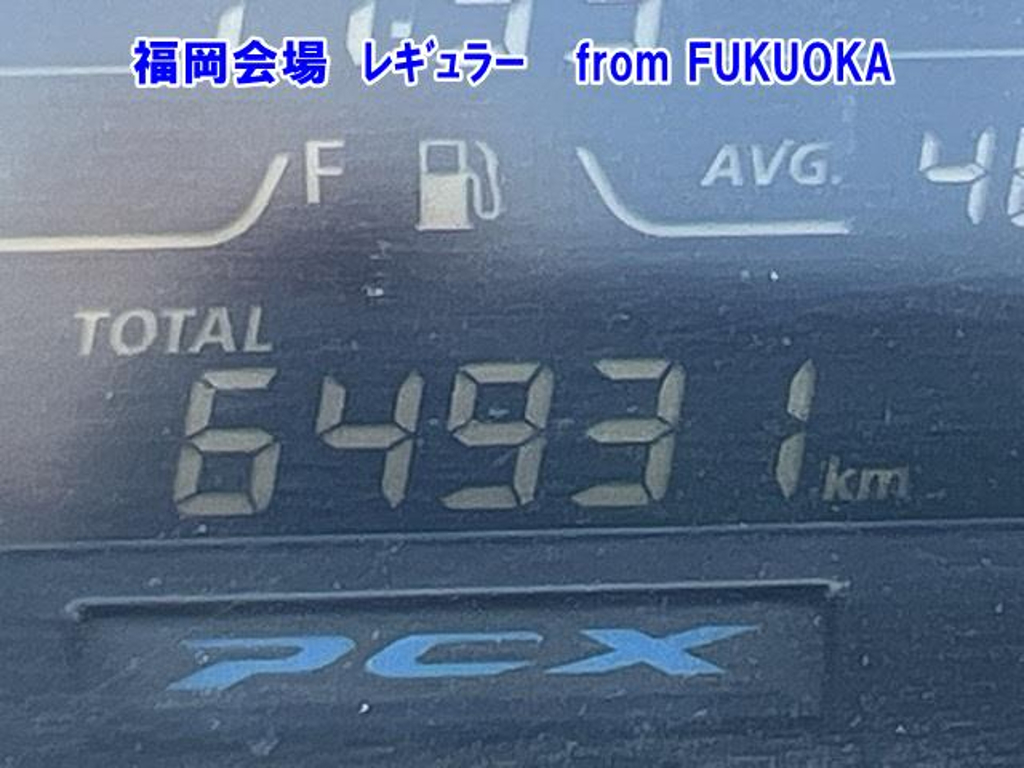 福岡会場 ﾚｷﾞｭﾗｰ from FUKUOKA
F AVG.
TOTAL
64931 km
PCX